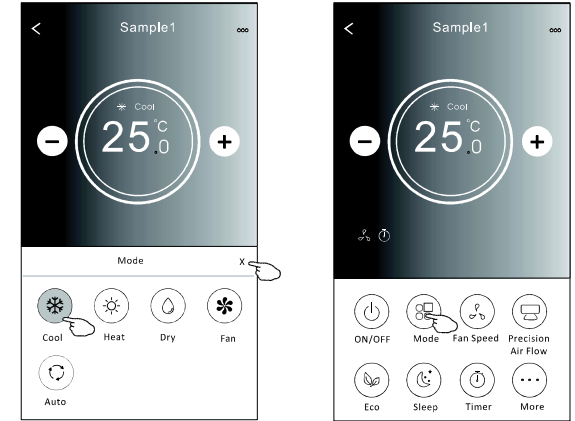 Sample1
Cool
25.0°C
Mode X
Cool Heat Dry Fan
Auto
Sample1
Cool
25.0°C
ON/OFF Mode Fan Speed Precision
Air Flow
Eco Sleep Timer More